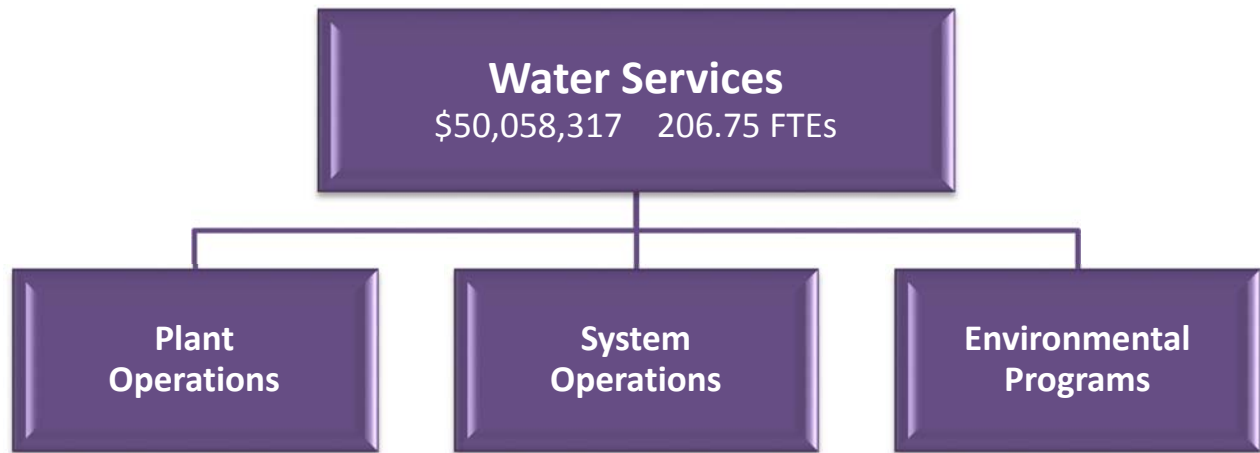 Water Services
$50,058,317 206.75 FTEs
Plant
Operations
System
Operations
Environmental
Programs